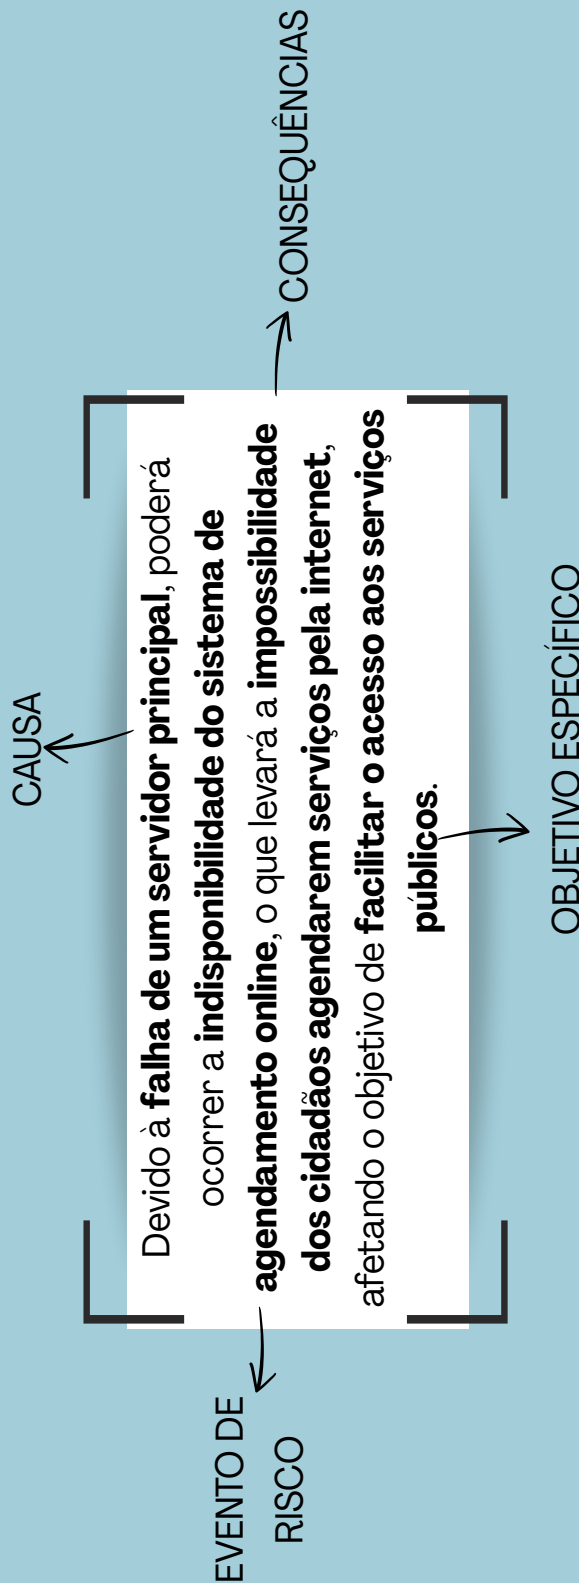 CAUSA
Devido à falha de um servidor principal, poderá
ocorrer a indisponibilidade do sistema de
agendamento online, o que levará a impossibilidade
dos cidadãos agendarem serviços pela internet,
afetando o objetivo de facilitar o acesso aos serviços
públicos.
EVENTO DE
RISCO
CONSEQUÊNCIAS
OBJETIVO ESPECÍFICO